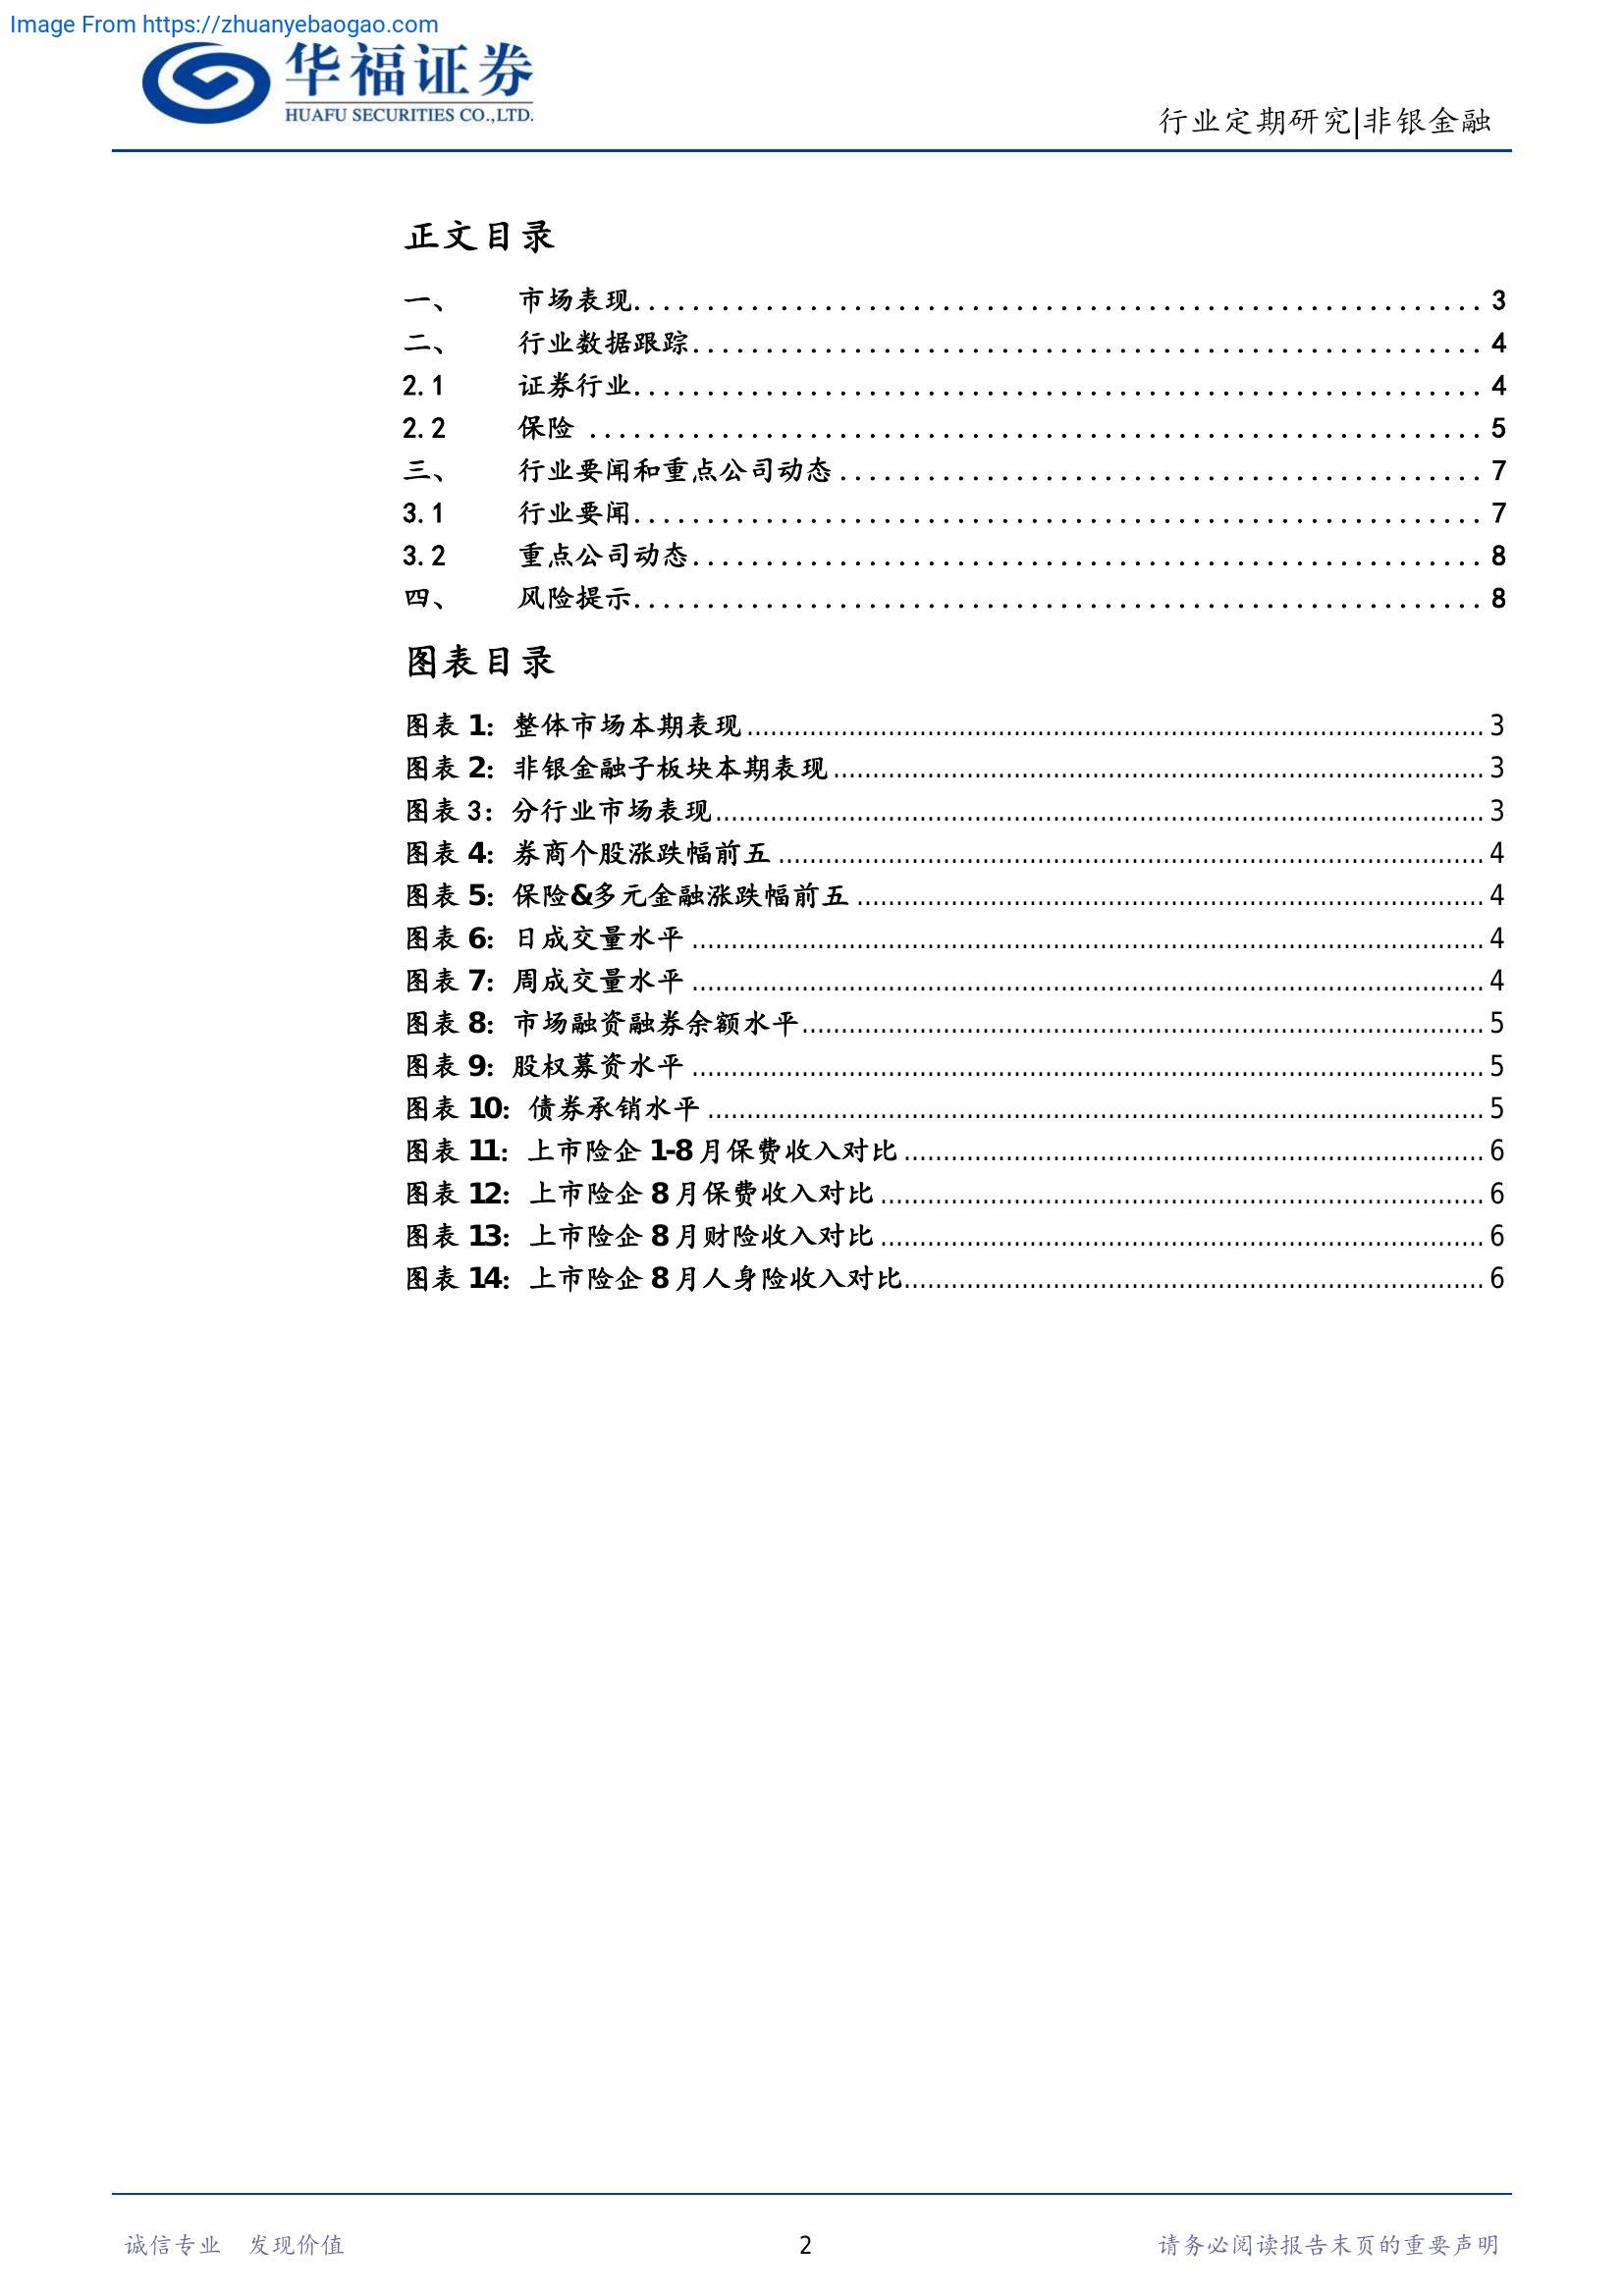 Image From https://zhuanyebaogao.com
华福证券
HUAFU SECURITIES CO.,LTD.
行业定期研究|非银金融
正文目录
一、 市场表现........................................................ 3
二、 行业数据跟踪.................................................... 4
2.1 证券行业........................................................ 4
2.2 保险 ........................................................... 5
三、 行业要闻和重点公司动态.......................................... 7
3.1 行业要闻........................................................ 7
3.2 重点公司动态.................................................... 8
四、 风险提示........................................................ 8
图表目录
图表 1: 整体市场本期表现........................................................ 3
图表 2: 非银金融子板块本期表现........................................................ 3
图表 3: 分行业市场表现........................................................ 3
图表 4: 券商个股涨跌幅前五........................................................ 4
图表 5: 保险&多元金融涨跌幅前五........................................................ 4
图表 6: 日成交量水平........................................................ 4
图表 7: 周成交量水平........................................................ 4
图表 8: 市场融资融券余额水平........................................................ 5
图表 9: 股权募资水平........................................................ 5
图表 10: 债券承销水平........................................................ 5
图表 11: 上市险企 1-8 月保费收入对比........................................................ 6
图表 12: 上市险企 8 月保费收入对比........................................................ 6
图表 13: 上市险企 8 月财险收入对比........................................................ 6
图表 14: 上市险企 8 月人身险收入对比........................................................ 6
诚信专业 发现价值 2 请务必阅读报告末页的重要声明